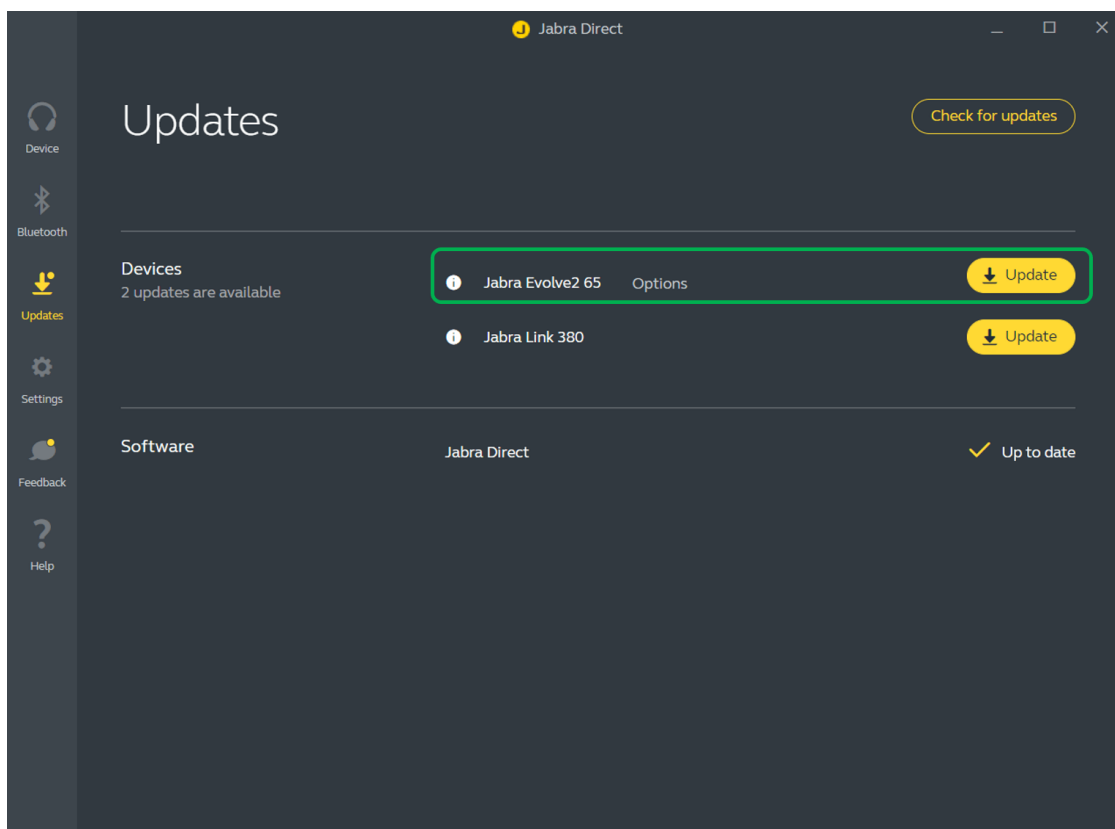 Jabra Direct
Device
Bluetooth
Updates
Settings
Feedback
Help
Updates
Check for updates
Devices
2 updates are available
Jabra Evolve2 65 Options Update
Jabra Link 380 Update
Software
Jabra Direct Up to date